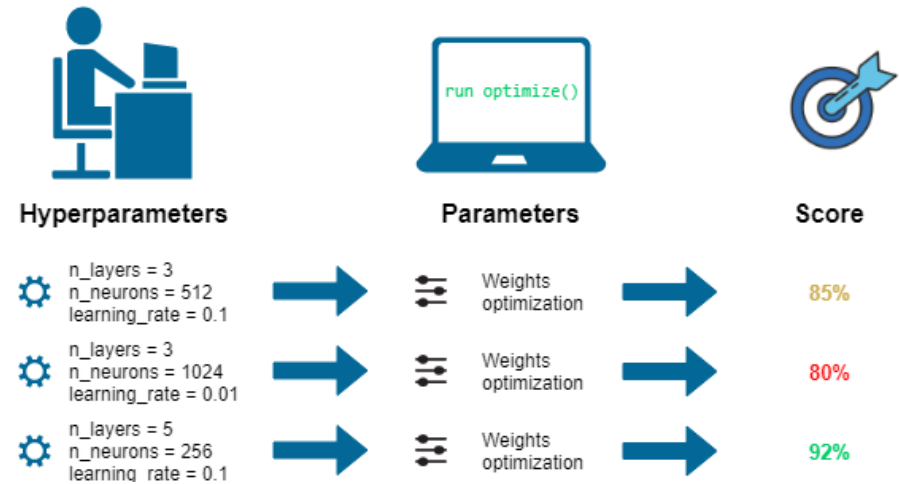 run optimize()
Hyperparameters
Parameters
Score
n_layers = 3
n_neurons = 512
learning_rate = 0.1
Weights
optimization
85%
n_layers = 3
n_neurons = 1024
learning_rate = 0.01
Weights
optimization
80%
n_layers = 5
n_neurons = 256
learning_rate = 0.1
Weights
optimization
92%